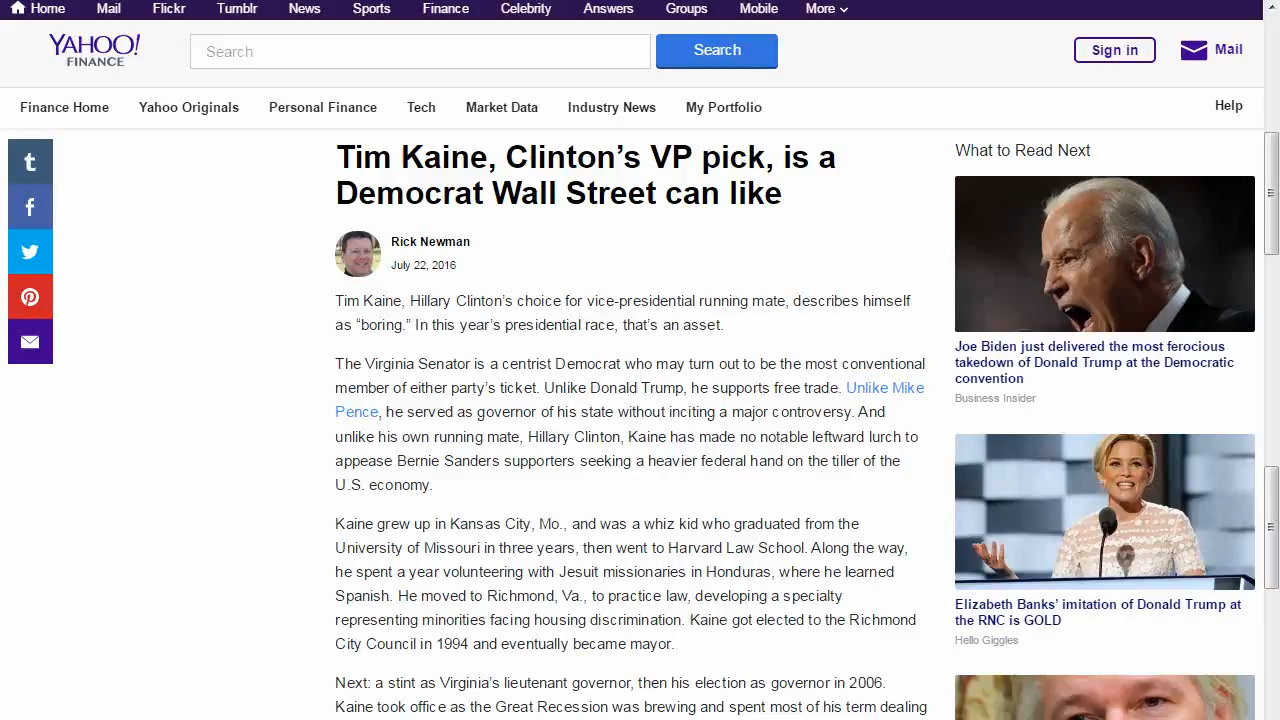 Home Mail Flickr Tumblr News Sports Finance Celebrity Answers Groups Mobile More
YAHOO!
FINANCE
Search
Search
Sign in
Mail
Finance Home Yahoo Originals Personal Finance Tech Market Data Industry News My Portfolio Help
Tim Kaine, Clinton’s VP pick, is a
Democrat Wall Street can like
Rick Newman
July 22, 2016
Tim Kaine, Hillary Clinton’s choice for vice-presidential running mate, describes himself
as “boring.” In this year’s presidential race, that’s an asset.
The Virginia Senator is a centrist Democrat who may turn out to be the most conventional
member of either party’s ticket. Unlike Donald Trump, he supports free trade. Unlike Mike
Pence, he served as governor of his state without inciting a major controversy. And
unlike his own running mate, Hillary Clinton, Kaine has made no notable leftward lurch to
appease Bernie Sanders supporters seeking a heavier federal hand on the tiller of the
U.S. economy.
Kaine grew up in Kansas City, Mo., and was a whiz kid who graduated from the
University of Missouri in three years, then went to Harvard Law School. Along the way,
he spent a year volunteering with Jesuit missionaries in Honduras, where he learned
Spanish. He moved to Richmond, Va., to practice law, developing a specialty
representing minorities facing housing discrimination. Kaine got elected to the Richmond
City Council in 1994 and eventually became mayor.
Next: a stint as Virginia’s lieutenant governor, then his election as governor in 2006.
Kaine took office as the Great Recession was brewing and spent most of his term dealing
What to Read Next
Joe Biden just delivered the most ferocious
takedown of Donald Trump at the Democratic
convention
Business Insider
Elizabeth Banks’ imitation of Donald Trump at
the RNC is GOLD
Hello Giggles